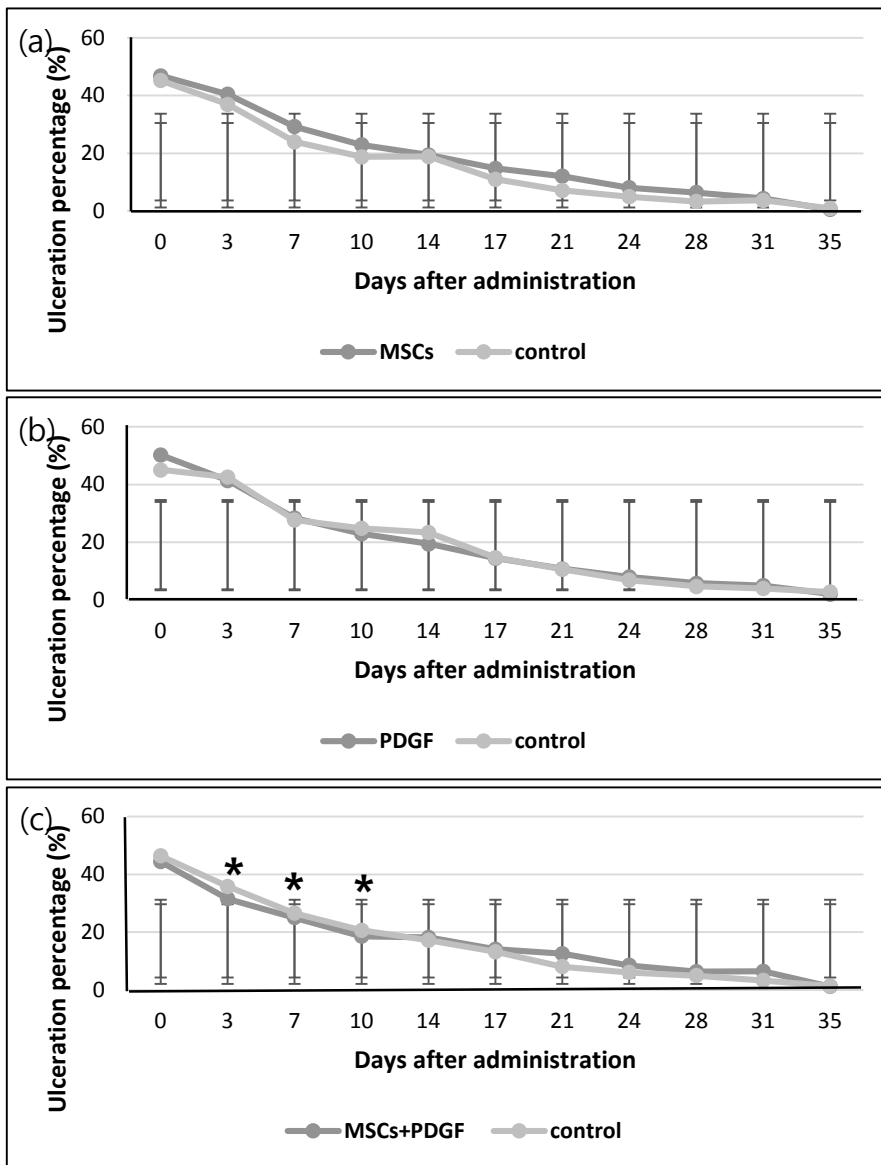 (a)
Ulceration percentage (%)
60
40
20
0
0 3 7 10 14 17 21 24 28 31 35
Days after administration
MSCs control
(b)
Ulceration percentage (%)
60
40
20
0
0 3 7 10 14 17 21 24 28 31 35
Days after administration
PDGF control
(c)
Ulceration percentage (%)
60
40
20
0
* * *
0 3 7 10 14 17 21 24 28 31 35
Days after administration
MSCs+PDGF control